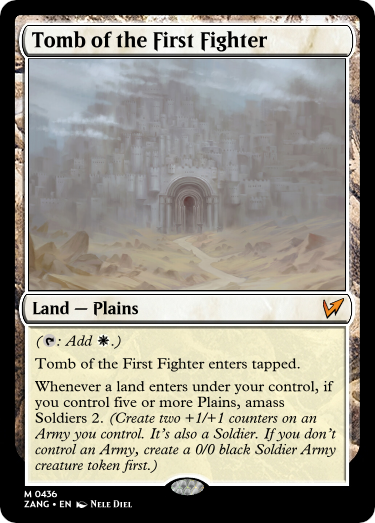 Tomb of the First Fighter
Land — Plains
(T: Add W.)
Tomb of the First Fighter enters tapped.
Whenever a land enters under your control, if
you control five or more Plains, amass
Soldiers 2. (Create two +1/+1 counters on an
Army you control. It's also a Soldier. If you don't
control an Army, create a 0/0 black Soldier Army
creature token first.)
M 0436
ZANG • EN Nele Diel